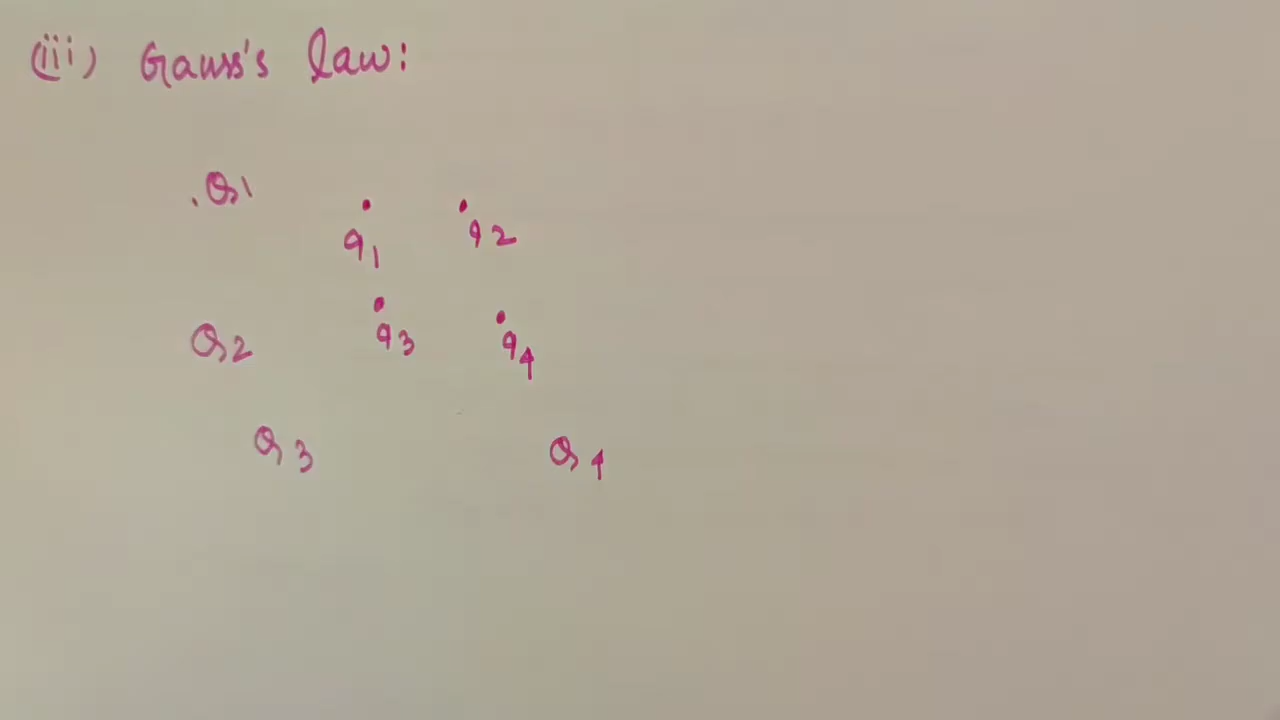 (iii) Gauss's law:
. Q1
q1 q2
q3 q4
Q2
Q3 Q4